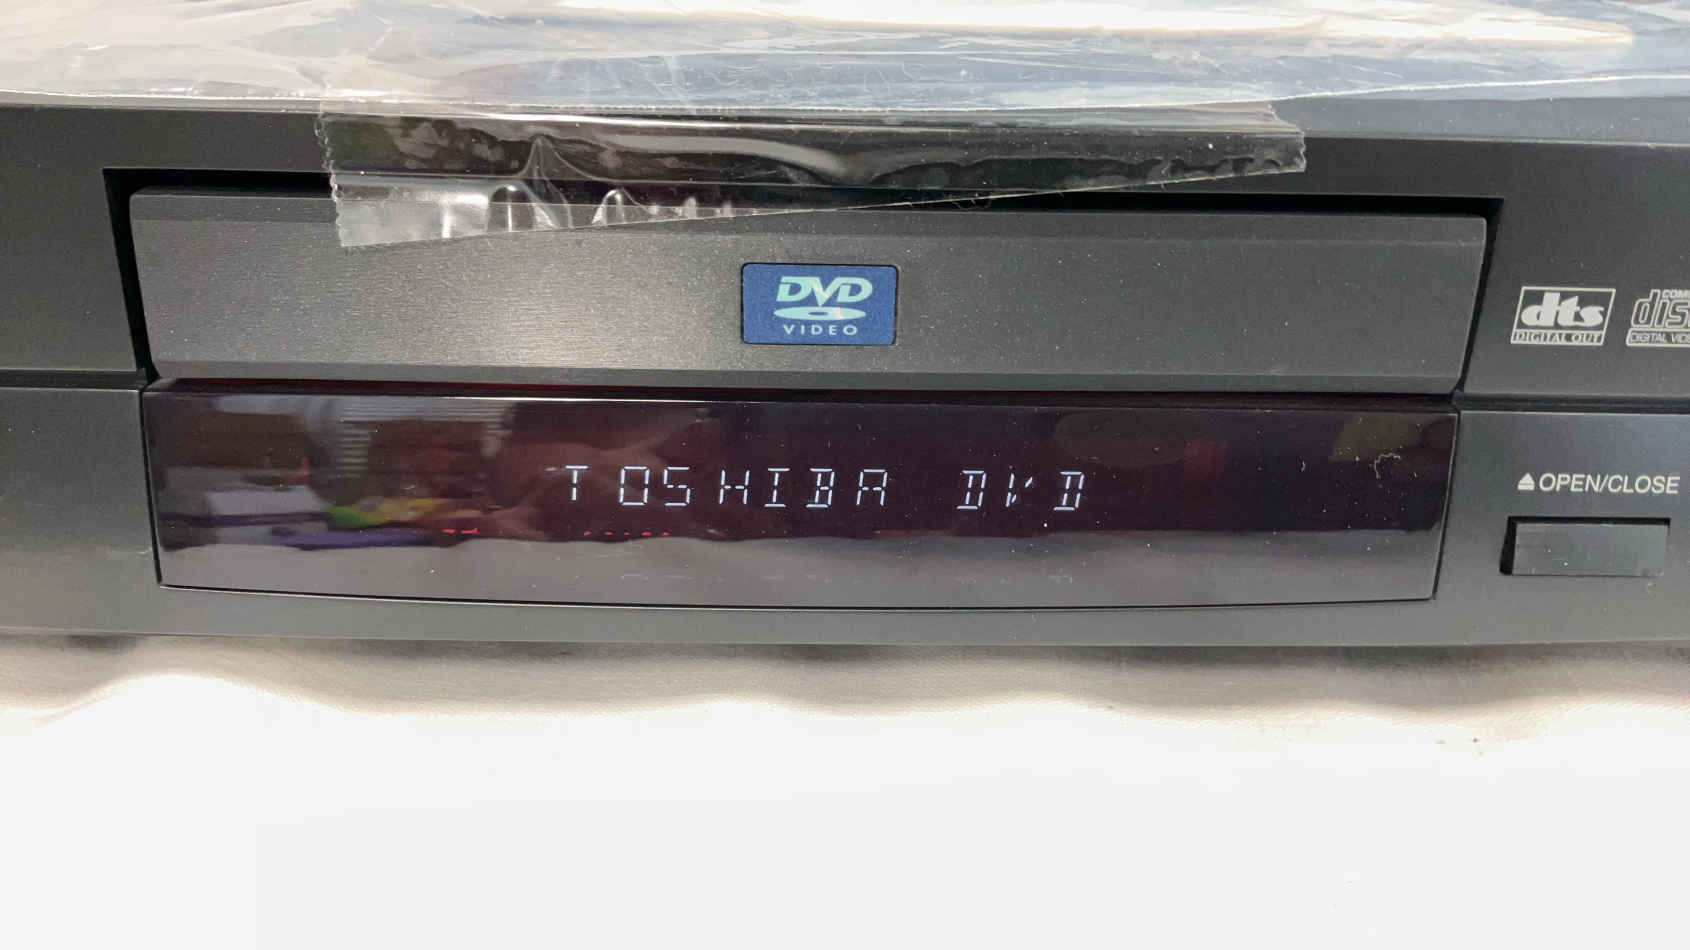 DVD
VIDEO
dts
DIGITAL OUT
TOSHIBA DVD
OPEN/CLOSE